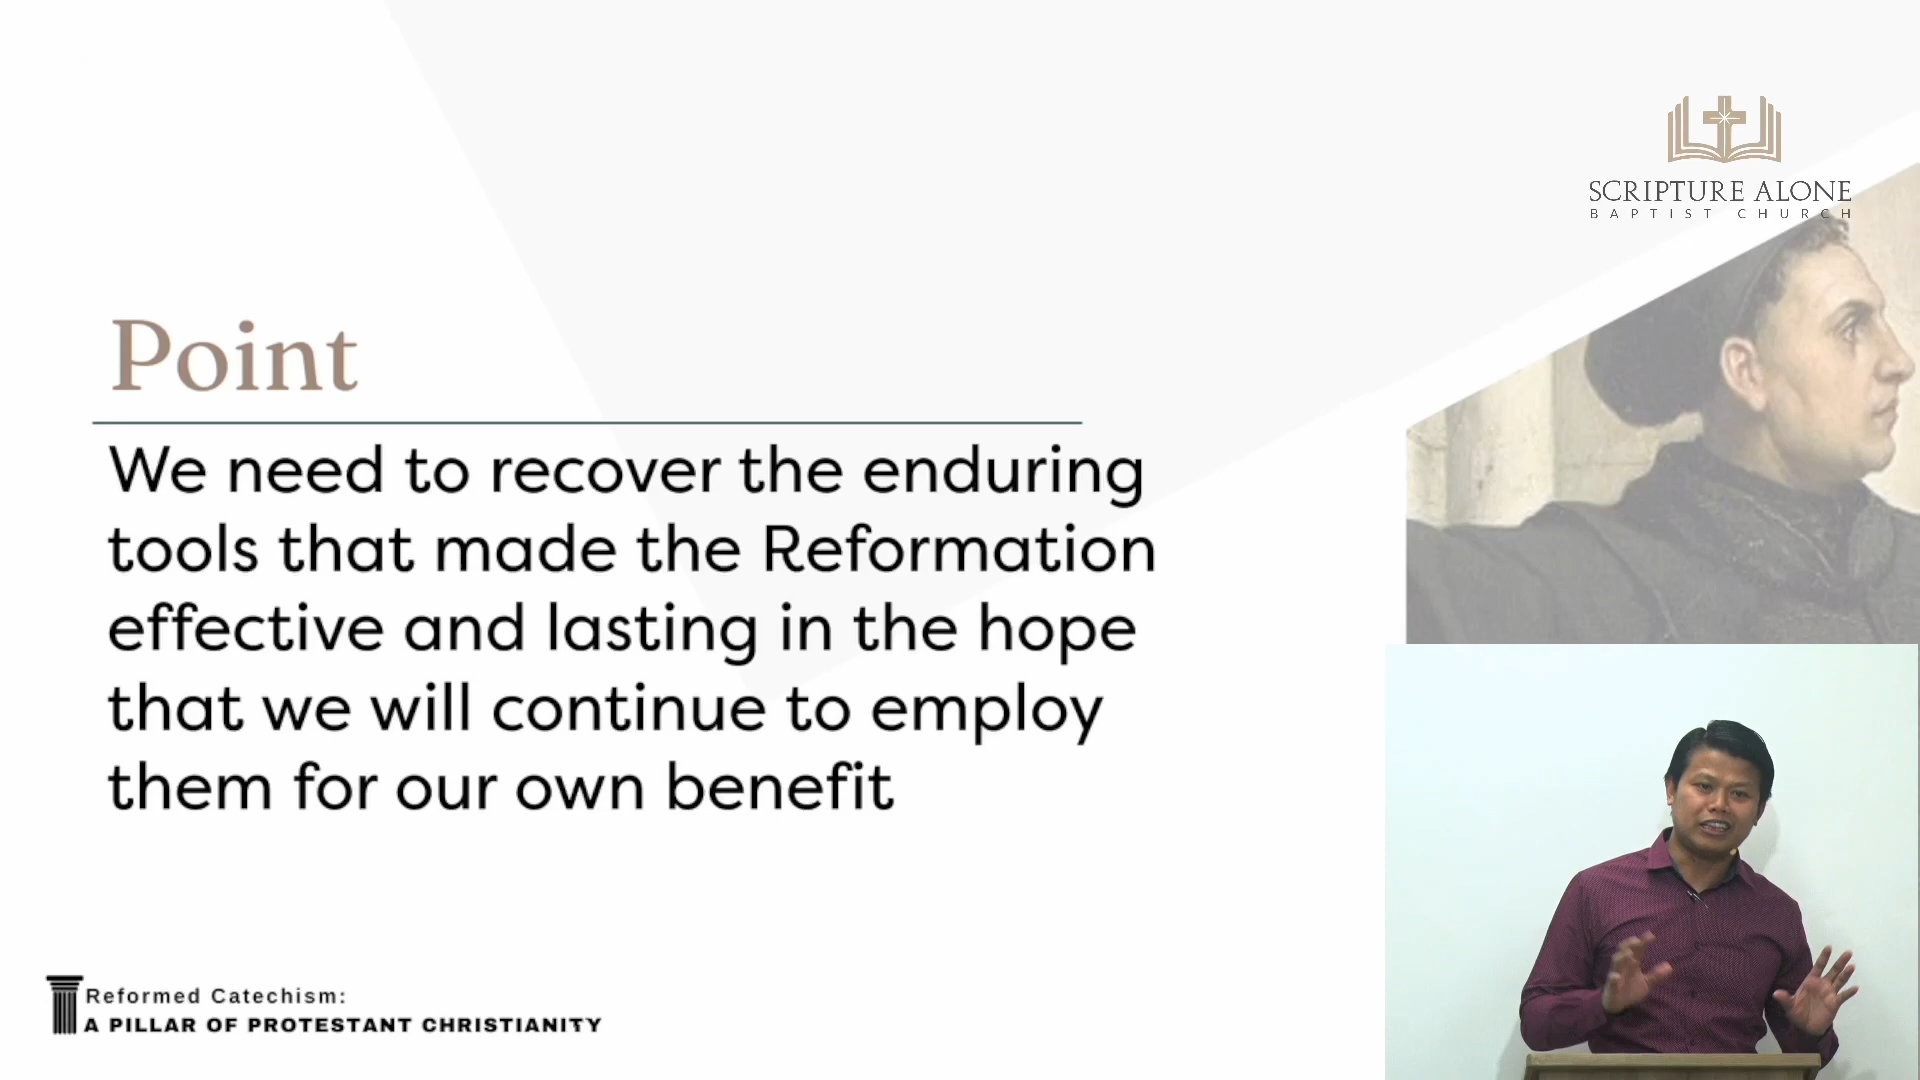 SCRIPTURE ALONE
BAPTIST CHURCH
Point
We need to recover the enduring
tools that made the Reformation
effective and lasting in the hope
that we will continue to employ
them for our own benefit
Reformed Catechism:
A PILLAR OF PROTESTANT CHRISTIANITY